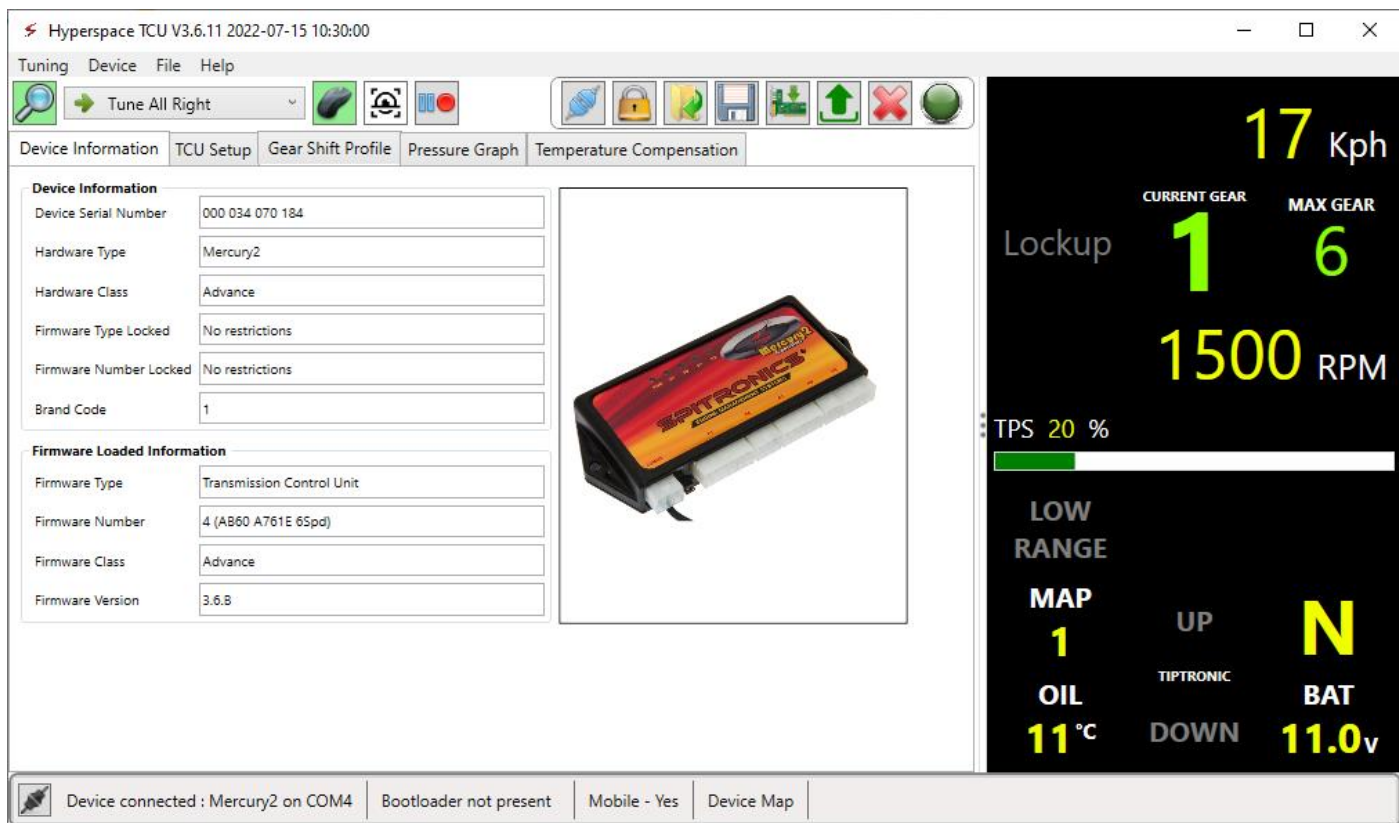 Hyperspace TCU V3.6.11 2022-07-15 10:30:00
Tuning Device File Help
Tune All Right
Device Information TCU Setup Gear Shift Profile Pressure Graph Temperature Compensation
Device Information
Device Serial Number 000 034 070 184
Hardware Type Mercury2
Hardware Class Advance
Firmware Type Locked No restrictions
Firmware Number Locked No restrictions
Brand Code 1
Firmware Loaded Information
Firmware Type Transmission Control Unit
Firmware Number 4 (AB60 A761E 6Spd)
Firmware Class Advance
Firmware Version 3.6.B
Mercury2
SPITRONICS
ENGINE MANAGEMENT SYSTEMS
17 Kph
CURRENT GEAR MAX GEAR
Lockup 1 6
1500 RPM
TPS 20 %
LOW
RANGE
MAP
1
UP
N
TIPTRONIC
OIL
11 °C
DOWN
BAT
11.0 v
Device connected : Mercury2 on COM4 Bootloader not present Mobile - Yes Device Map